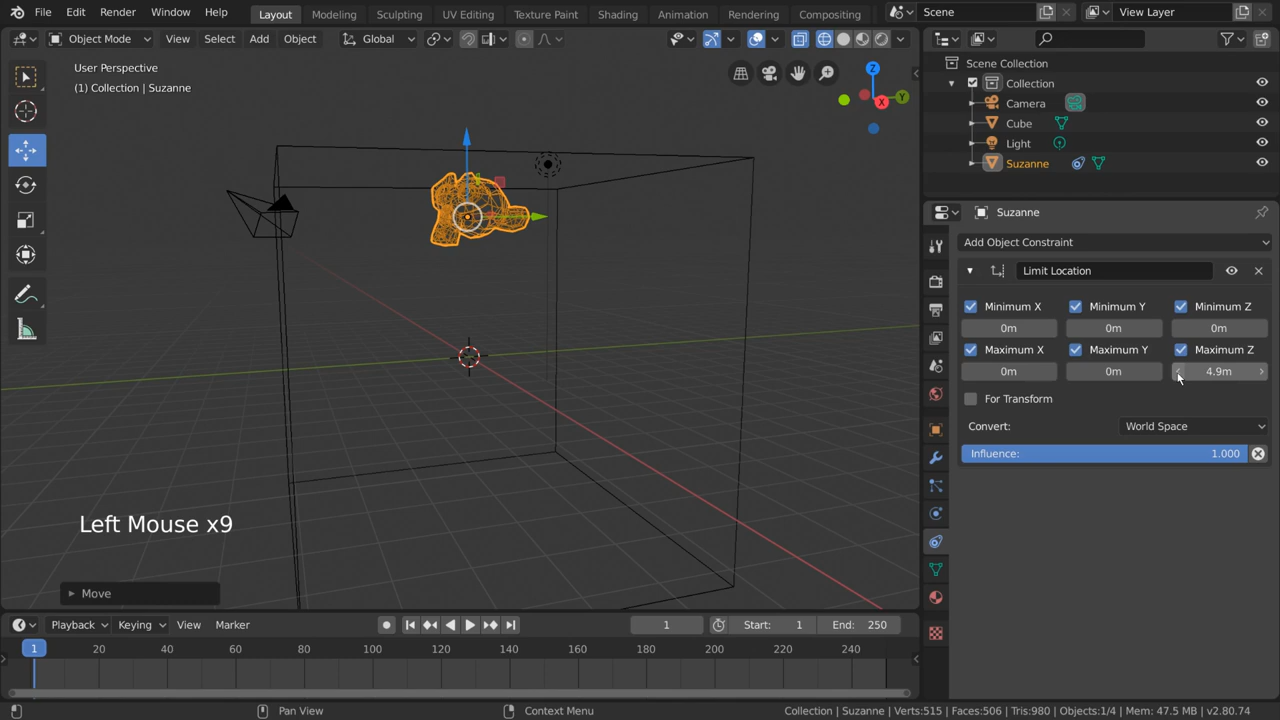 File Edit Render Window Help Layout Modeling Sculpting UV Editing Texture Paint Shading Animation Rendering Compositing Scene View Layer
Object Mode View Select Add Object Global
User Perspective
(1) Collection | Suzanne
Z
X
Y
Left Mouse x9
Move
Scene Collection
Collection
Camera
Cube
Light
Suzanne
Suzanne
Add Object Constraint
Limit Location
Minimum X Minimum Y Minimum Z
0m 0m 0m
Maximum X Maximum Y Maximum Z
0m 0m 4.9m
For Transform
Convert: World Space
Influence: 1.000
Playback Keying View Marker 1 Start: 1 End: 250
1 20 40 60 80 100 120 140 160 180 200 220 240
Pan View Context Menu Collection | Suzanne | Verts:515 | Faces:506 | Tris:980 | Objects:1/4 | Mem: 47.5 MB | v2.80.74